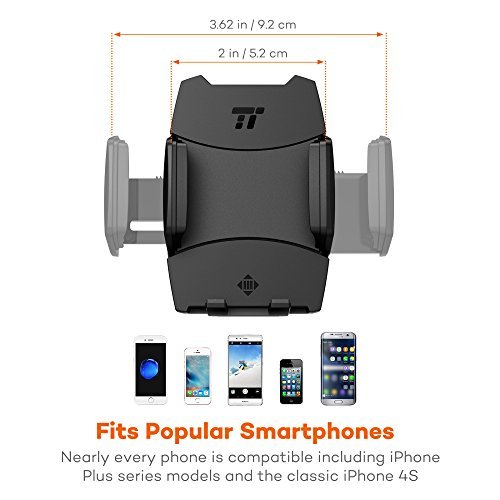 3.62 in / 9.2 cm
2 in / 5.2 cm
Fits Popular Smartphones
Nearly every phone is compatible including iPhone
Plus series models and the classic iPhone 4S